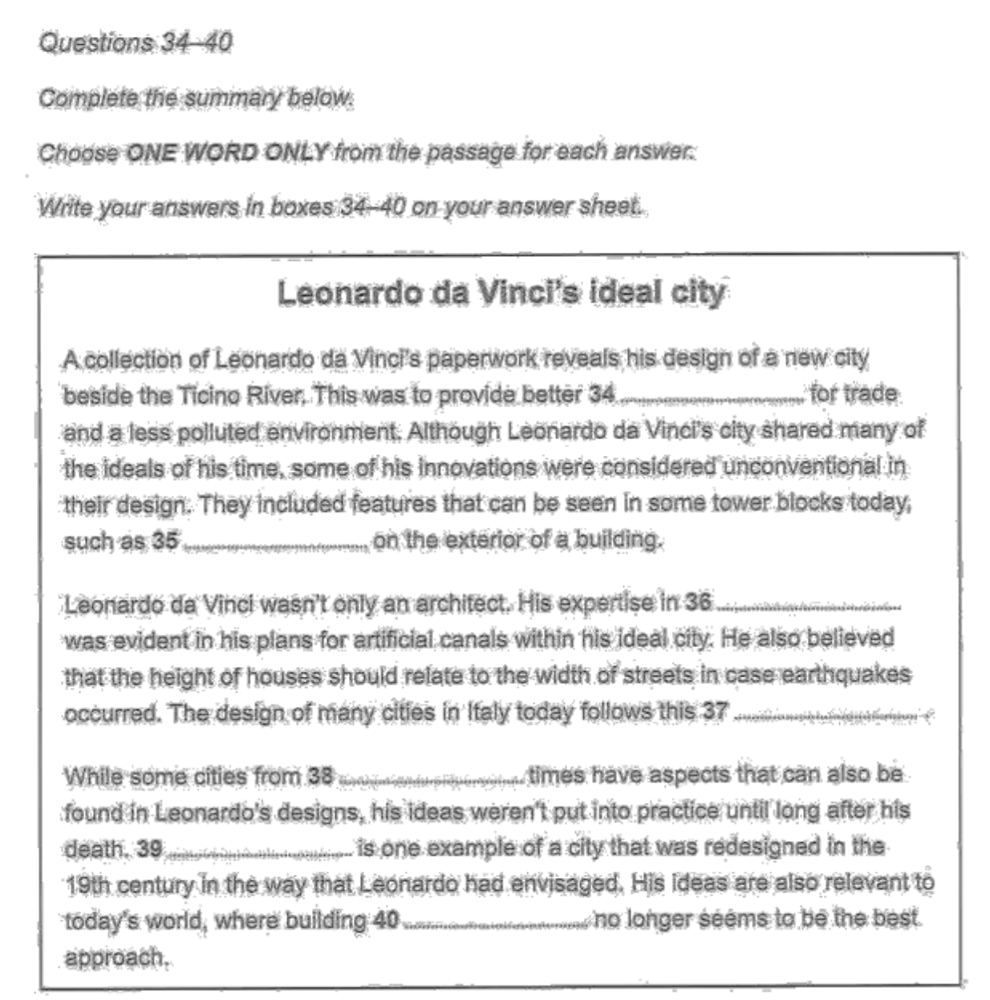 Questions 34–40
Complete the summary below.
Choose ONE WORD ONLY from the passage for each answer.
Write your answers in boxes 34–40 on your answer sheet.
Leonardo da Vinci's ideal city
A collection of Leonardo da Vinci's paperwork reveals his design of a new city
beside the Ticino River. This was to provide better 34 .......................... for trade
and a less polluted environment. Although Leonardo da Vinci's city shared many of
the ideals of his time, some of his innovations were considered unconventional in
their design. They included features that can be seen in some tower blocks today,
such as 35 .......................... on the exterior of a building.
Leonardo da Vinci wasn't only an architect. His expertise in 36 ..........................
was evident in his plans for artificial canals within his ideal city. He also believed
that the height of houses should relate to the width of streets in case earthquakes
occurred. The design of many cities in Italy today follows this 37 .......................... .
While some cities from 38 .......................... times have aspects that can also be
found in Leonardo's designs, his ideas weren't put into practice until long after his
death. 39 .......................... is one example of a city that was redesigned in the
19th century in the way that Leonardo had envisaged. His ideas are also relevant to
today's world, where building 40 .......................... no longer seems to be the best
approach.